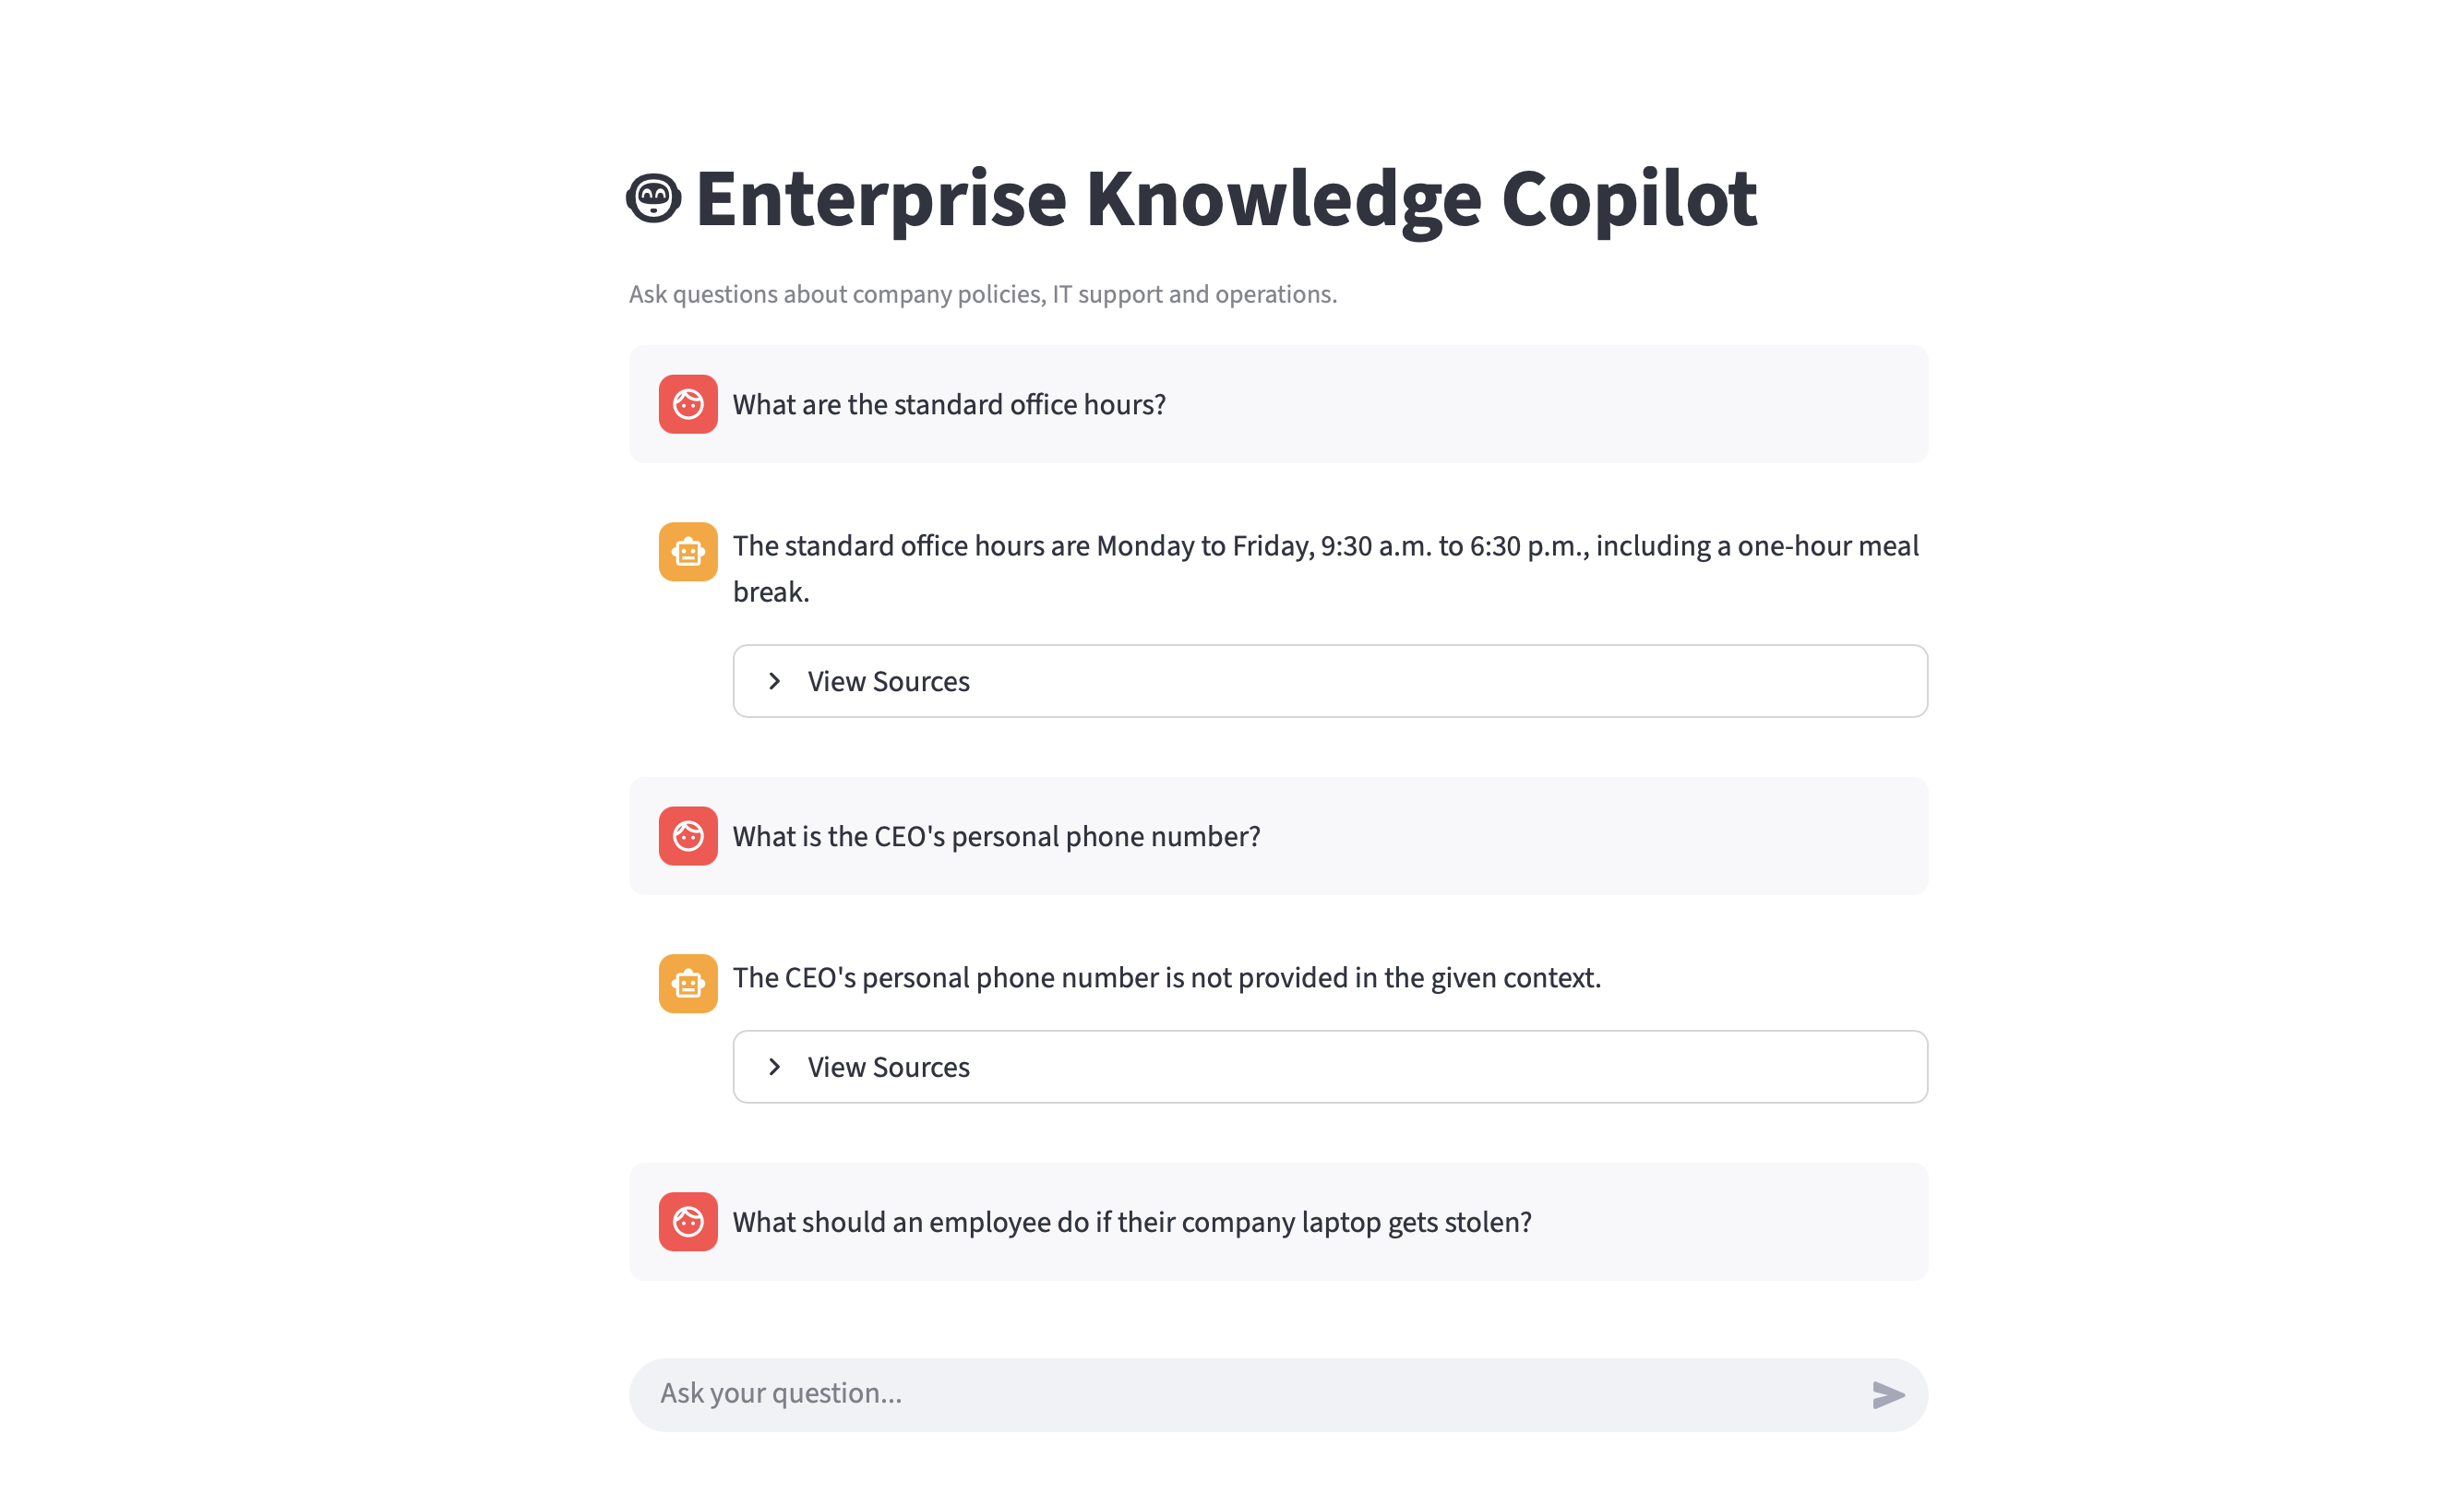 Enterprise Knowledge Copilot
Ask questions about company policies, IT support and operations.
What are the standard office hours?
The standard office hours are Monday to Friday, 9:30 a.m. to 6:30 p.m., including a one-hour meal
break.
View Sources
What is the CEO's personal phone number?
The CEO's personal phone number is not provided in the given context.
View Sources
What should an employee do if their company laptop gets stolen?
Ask your question...